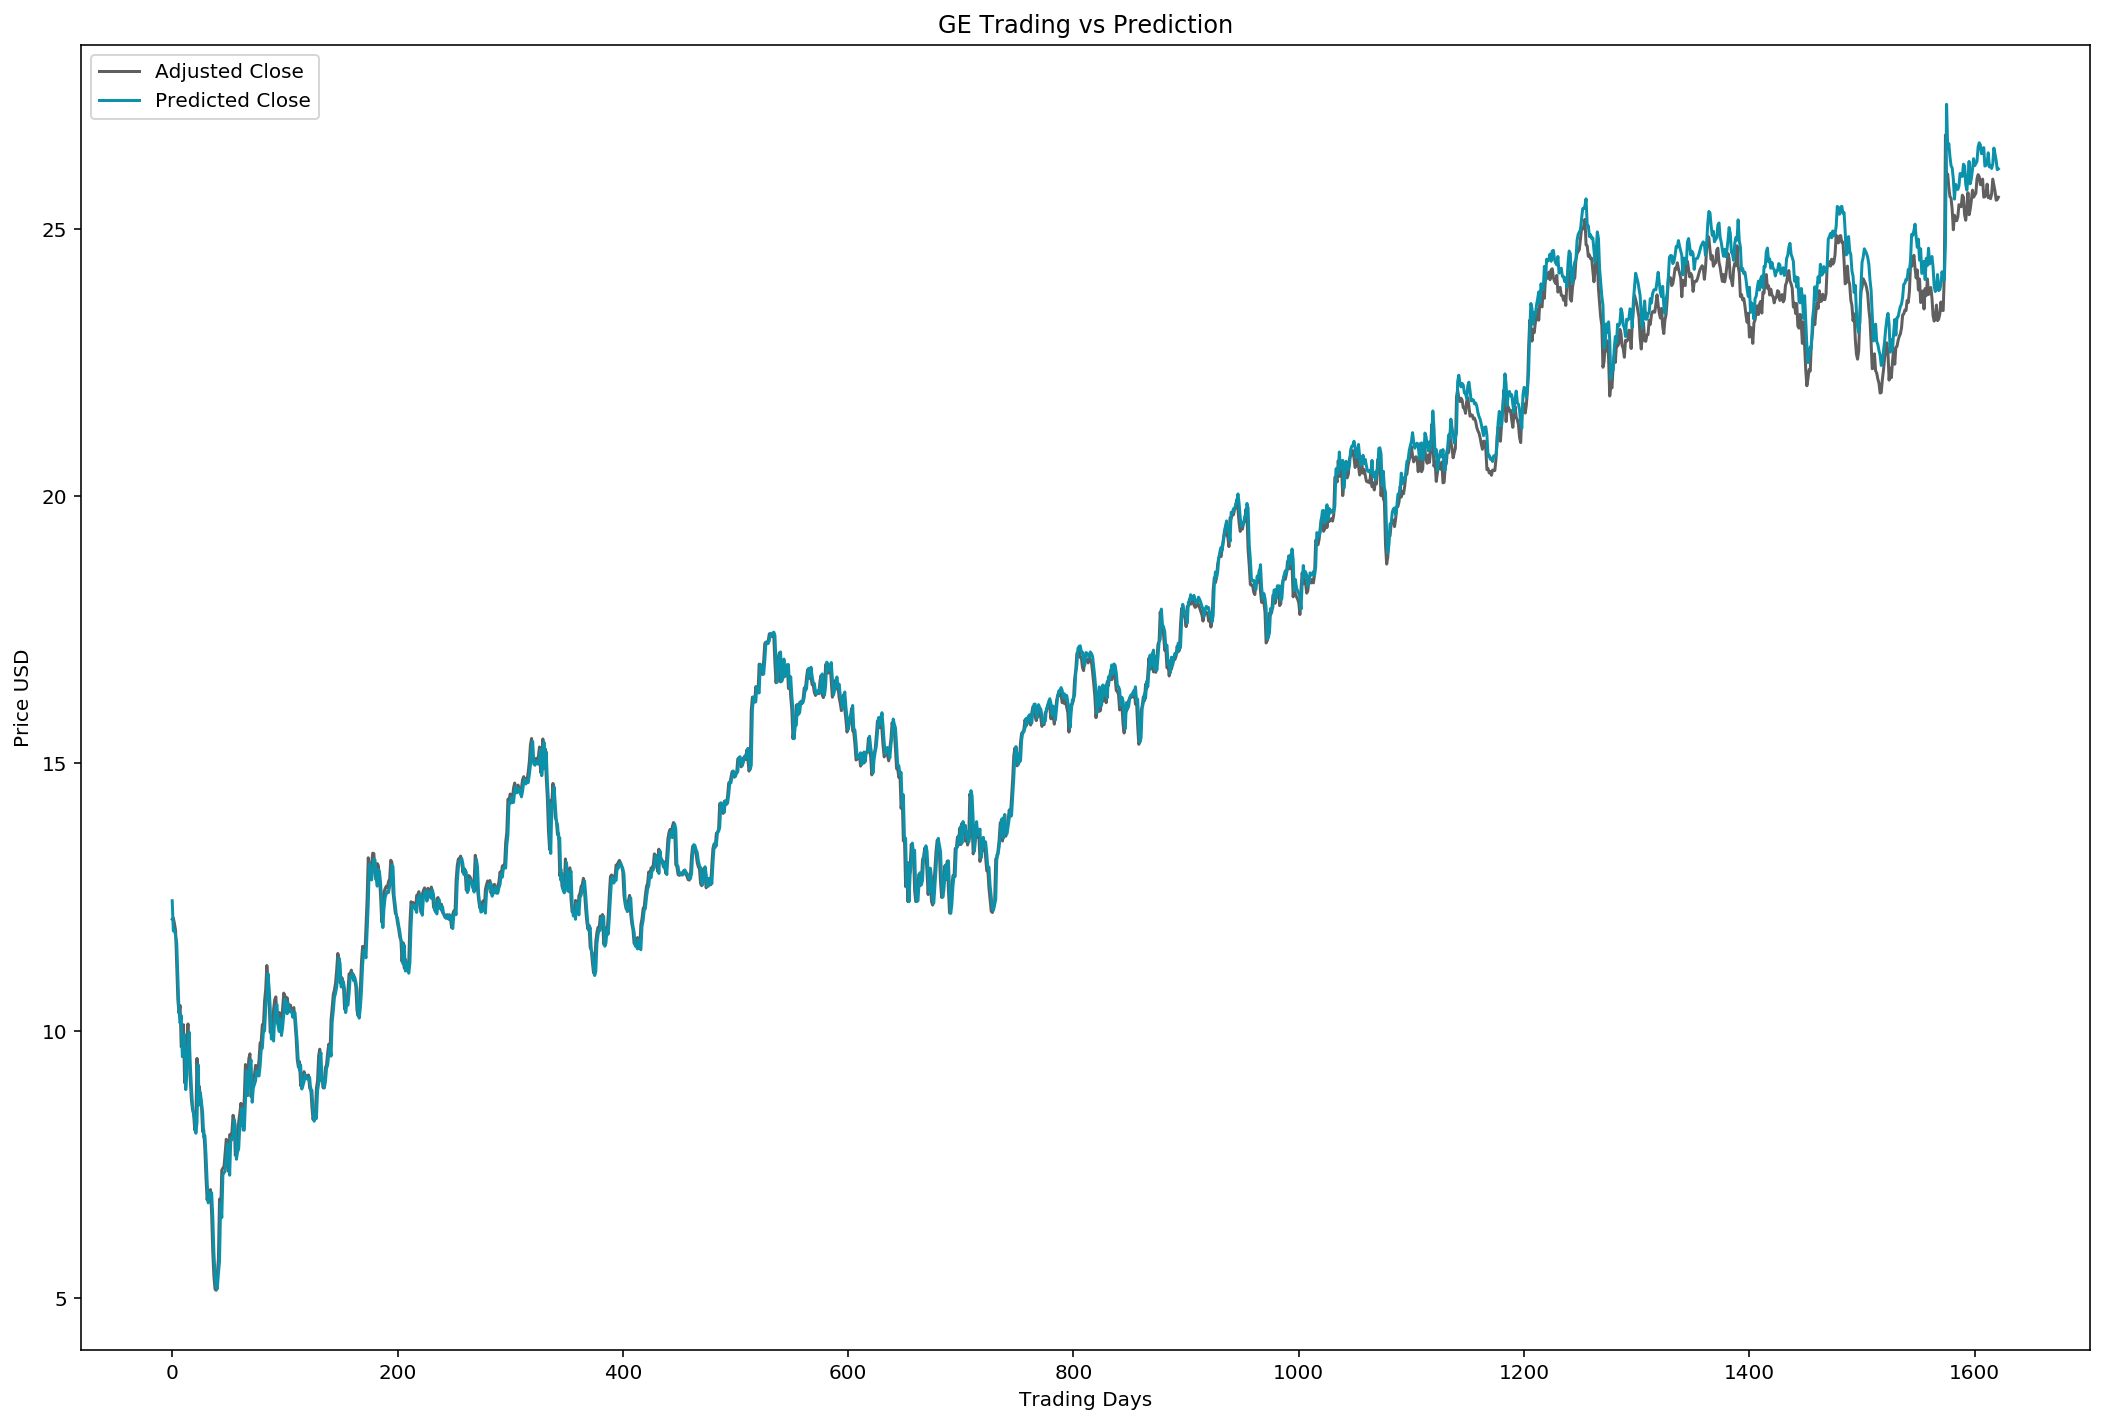 GE Trading vs Prediction
Adjusted Close
Predicted Close
Price USD
25
20
15
10
5
0 200 400 600 800 1000 1200 1400 1600
Trading Days